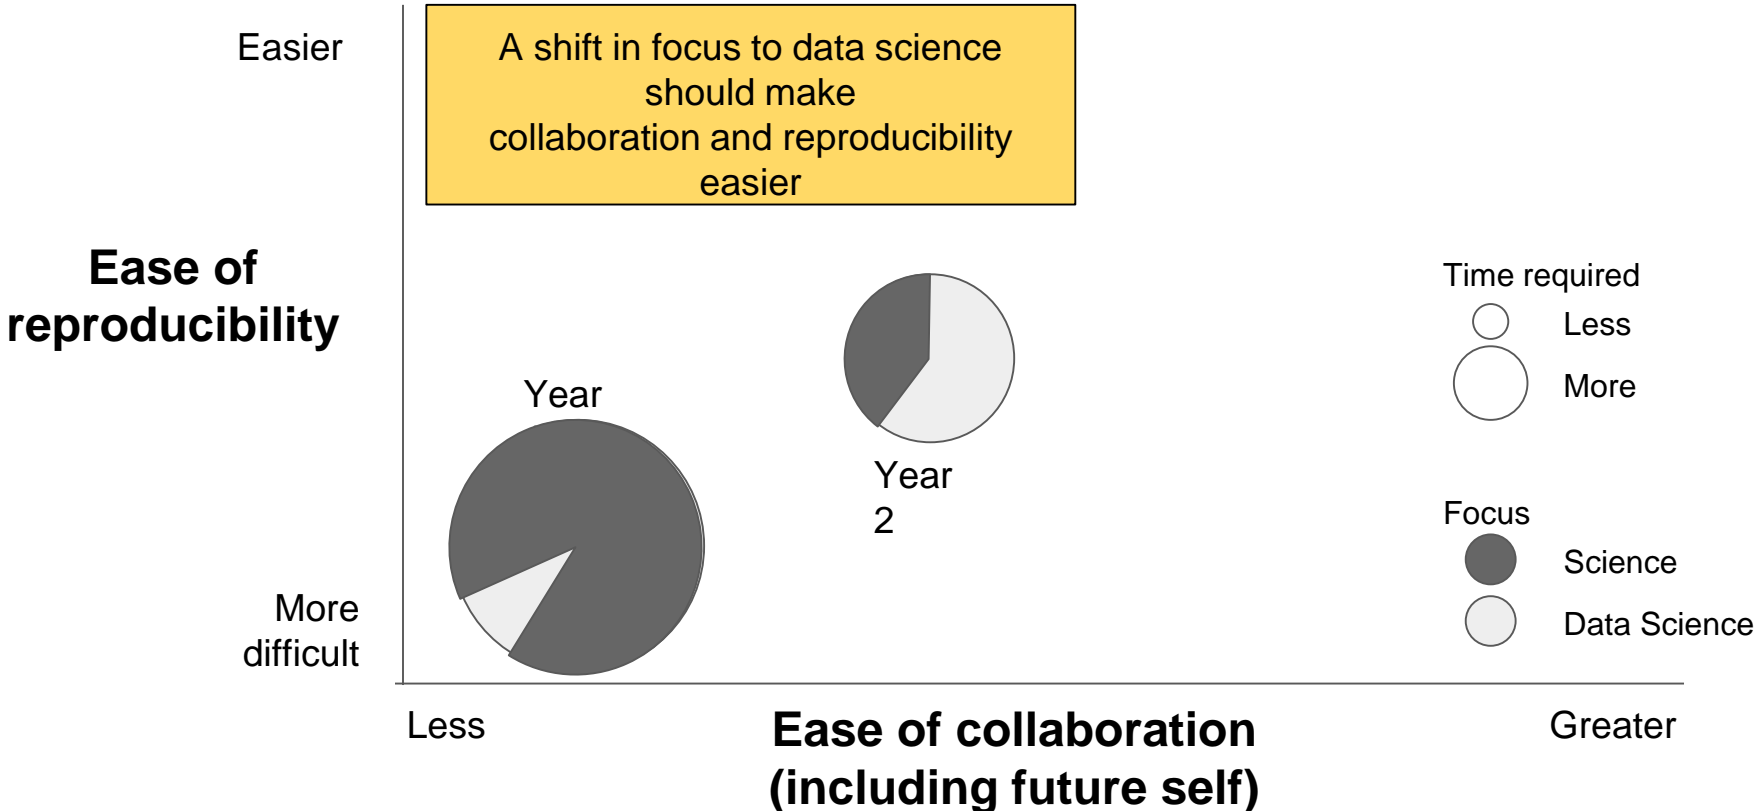 Easier
A shift in focus to data science
should make
collaboration and reproducibility
easier
Ease of
reproducibility
Time required
Less
More
Year
Year
2
Focus
Science
Data Science
More
difficult
Less
Ease of collaboration
(including future self)
Greater